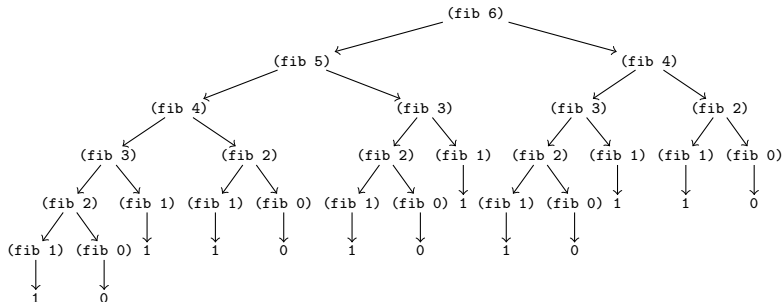 (fib 6)
(fib 5) (fib 4)
(fib 4) (fib 3) (fib 3) (fib 2)
(fib 3) (fib 2) (fib 2) (fib 1) (fib 2) (fib 1) (fib 1) (fib 0)
(fib 2) (fib 1) (fib 1) (fib 0) (fib 1) (fib 0) 1 (fib 1) (fib 0) 1 1 0
(fib 1) (fib 0) 1 1 0 1 0 1 0
1 0